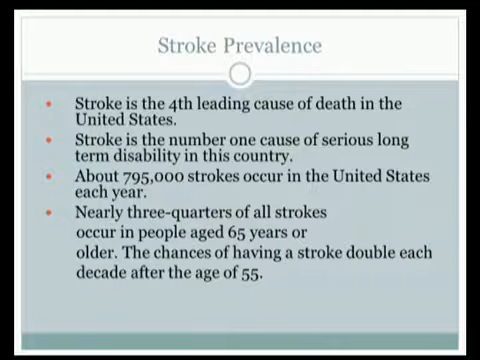 Stroke Prevalence
• Stroke is the 4th leading cause of death in the
United States.
• Stroke is the number one cause of serious long
term disability in this country.
• About 795,000 strokes occur in the United States
each year.
• Nearly three-quarters of all strokes
occur in people aged 65 years or
older. The chances of having a stroke double each
decade after the age of 55.